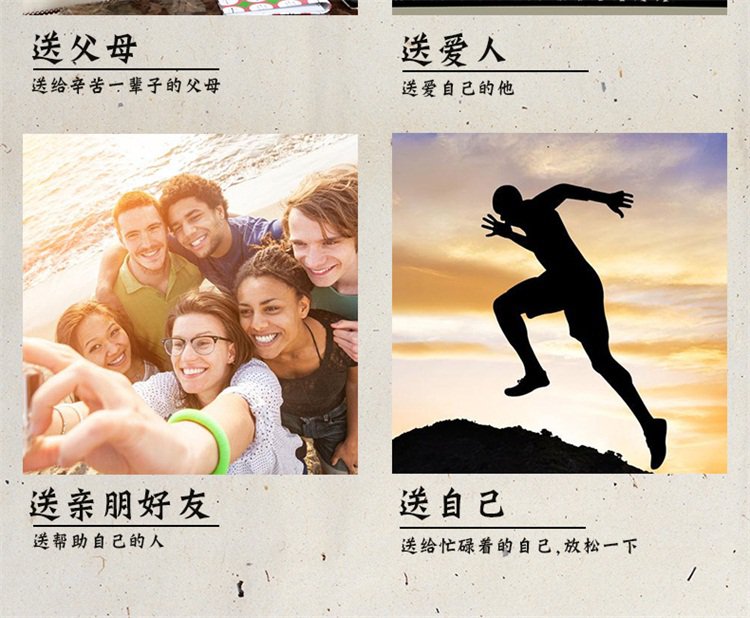 送父母
送给辛苦一辈子的父母
送爱人
送爱自己的他
送亲朋好友
送帮助自己的人
送自己
送给忙碌着的自己,放松一下